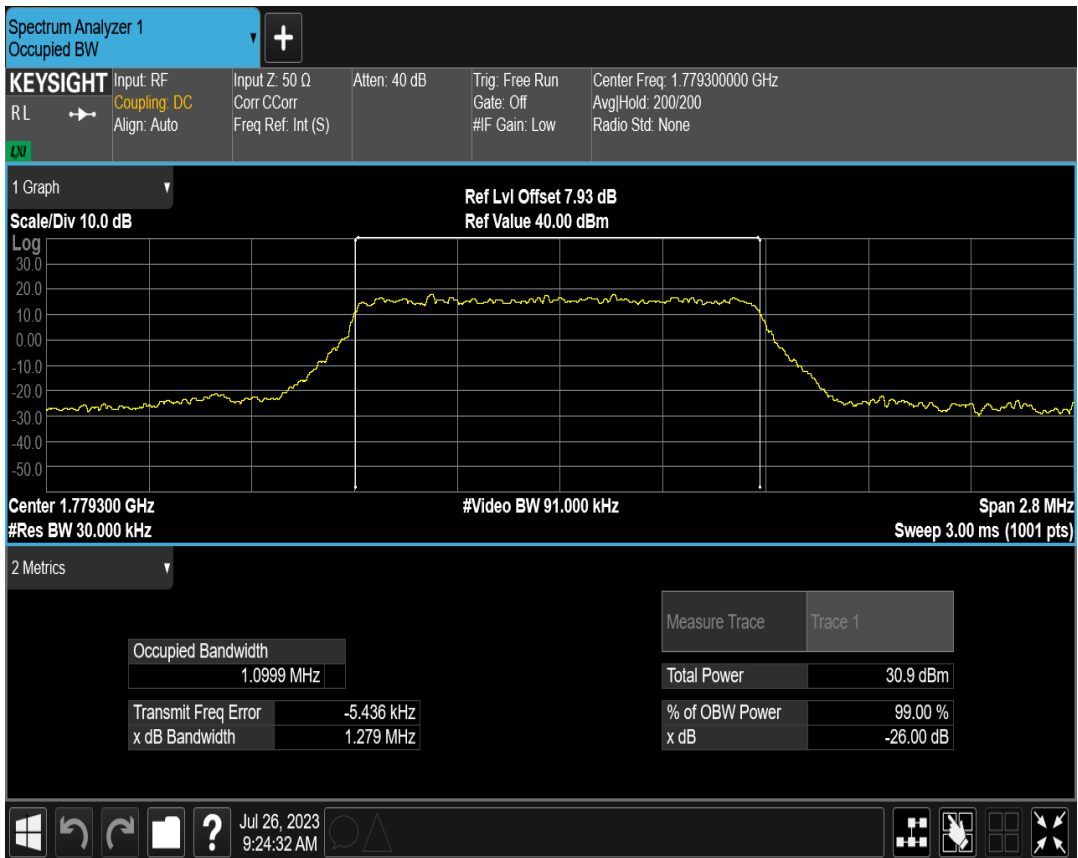 Spectrum Analyzer 1
Occupied BW
KEYSIGHT
RL
LXI
Input: RF
Coupling: DC
Align: Auto
Input Z: 50 Ω
Corr CCorr
Freq Ref: Int (S)
Atten: 40 dB
Trig: Free Run
Gate: Off
#IF Gain: Low
Center Freq: 1.779300000 GHz
Avg|Hold: 200/200
Radio Std: None
1 Graph
Scale/Div 10.0 dB
Ref Lvl Offset 7.93 dB
Ref Value 40.00 dBm
Log
30.0
20.0
10.0
0.00
-10.0
-20.0
-30.0
-40.0
-50.0
Center 1.779300 GHz
#Video BW 91.000 kHz
Span 2.8 MHz
#Res BW 30.000 kHz
Sweep 3.00 ms (1001 pts)
2 Metrics
Occupied Bandwidth
1.0999 MHz
Transmit Freq Error -5.436 kHz
x dB Bandwidth 1.279 MHz
Measure Trace Trace 1
Total Power 30.9 dBm
% of OBW Power 99.00 %
x dB -26.00 dB
?
Jul 26, 2023
9:24:32 AM